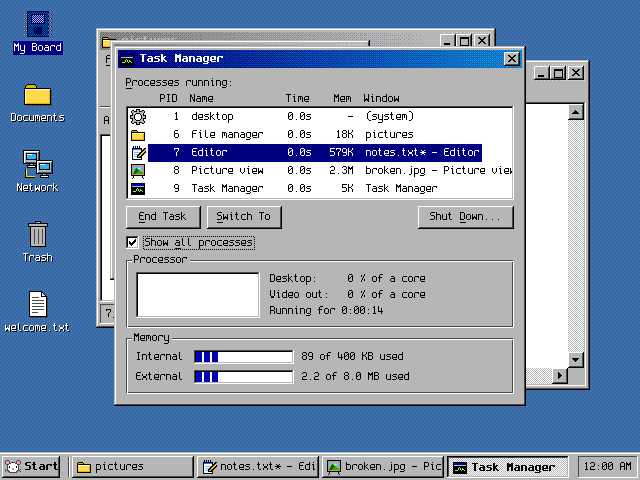 My Board
Documents
Network
Trash
welcome.txt
pictures
Task Manager
Processes running:
PID Name Time Mem Window
1 desktop 0.0s - (system)
6 file manager 0.0s 18K pictures
7 Editor 0.0s 579K notes.txt* - Editor
8 Picture view 0.0s 2.3M broken.jpg - Picture view
9 Task Manager 0.0s 5K Task Manager
End Task Switch To Shut Down...
Show all processes
Processor
Desktop: 0 % of a core
Video out: 0 % of a core
Running for 0:00:14
Memory
Internal 89 of 400 KB used
External 2.2 of 8.0 MB used
Start pictures notes.txt* - Edi broken.jpg - Pic Task Manager 12:00 AM